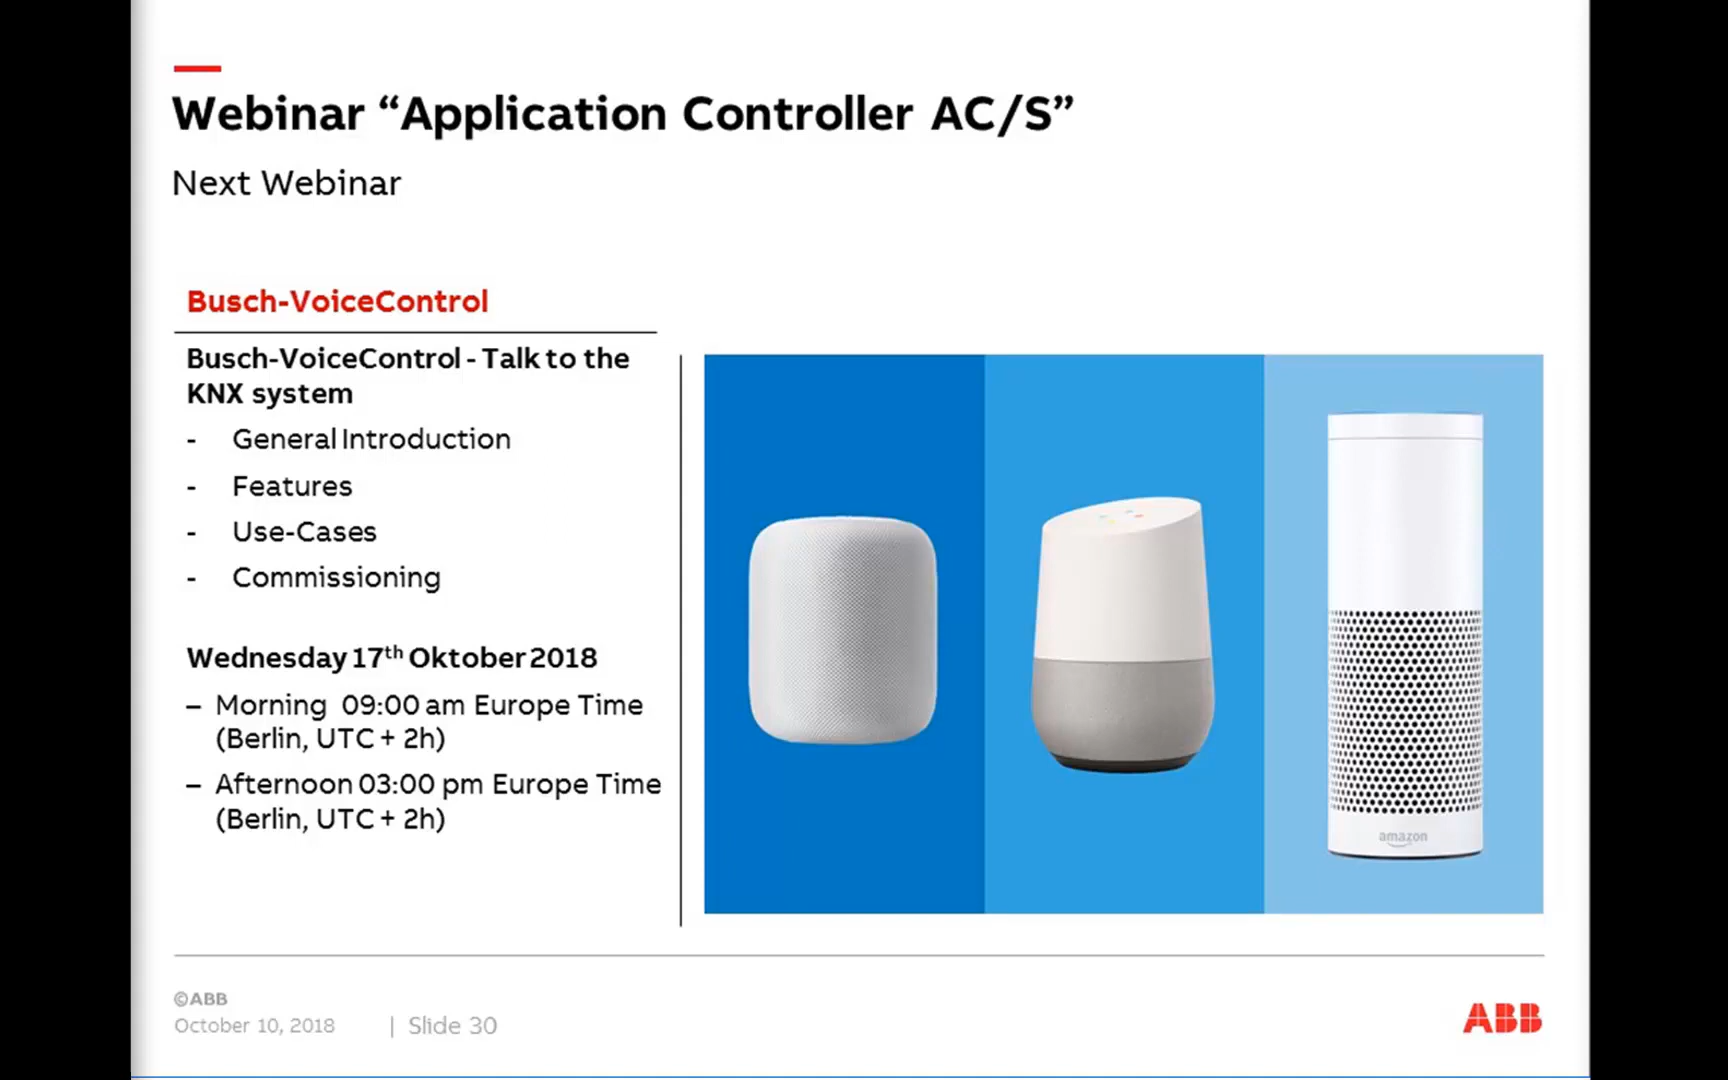 Webinar “Application Controller AC/S”
Next Webinar
Busch-VoiceControl
Busch-VoiceControl - Talk to the
KNX system
- General Introduction
- Features
- Use-Cases
- Commissioning
Wednesday 17th Oktober 2018
– Morning 09:00 am Europe Time
(Berlin, UTC + 2h)
– Afternoon 03:00 pm Europe Time
(Berlin, UTC + 2h)
amazon
©ABB
October 10, 2018 | Slide 30
ABB